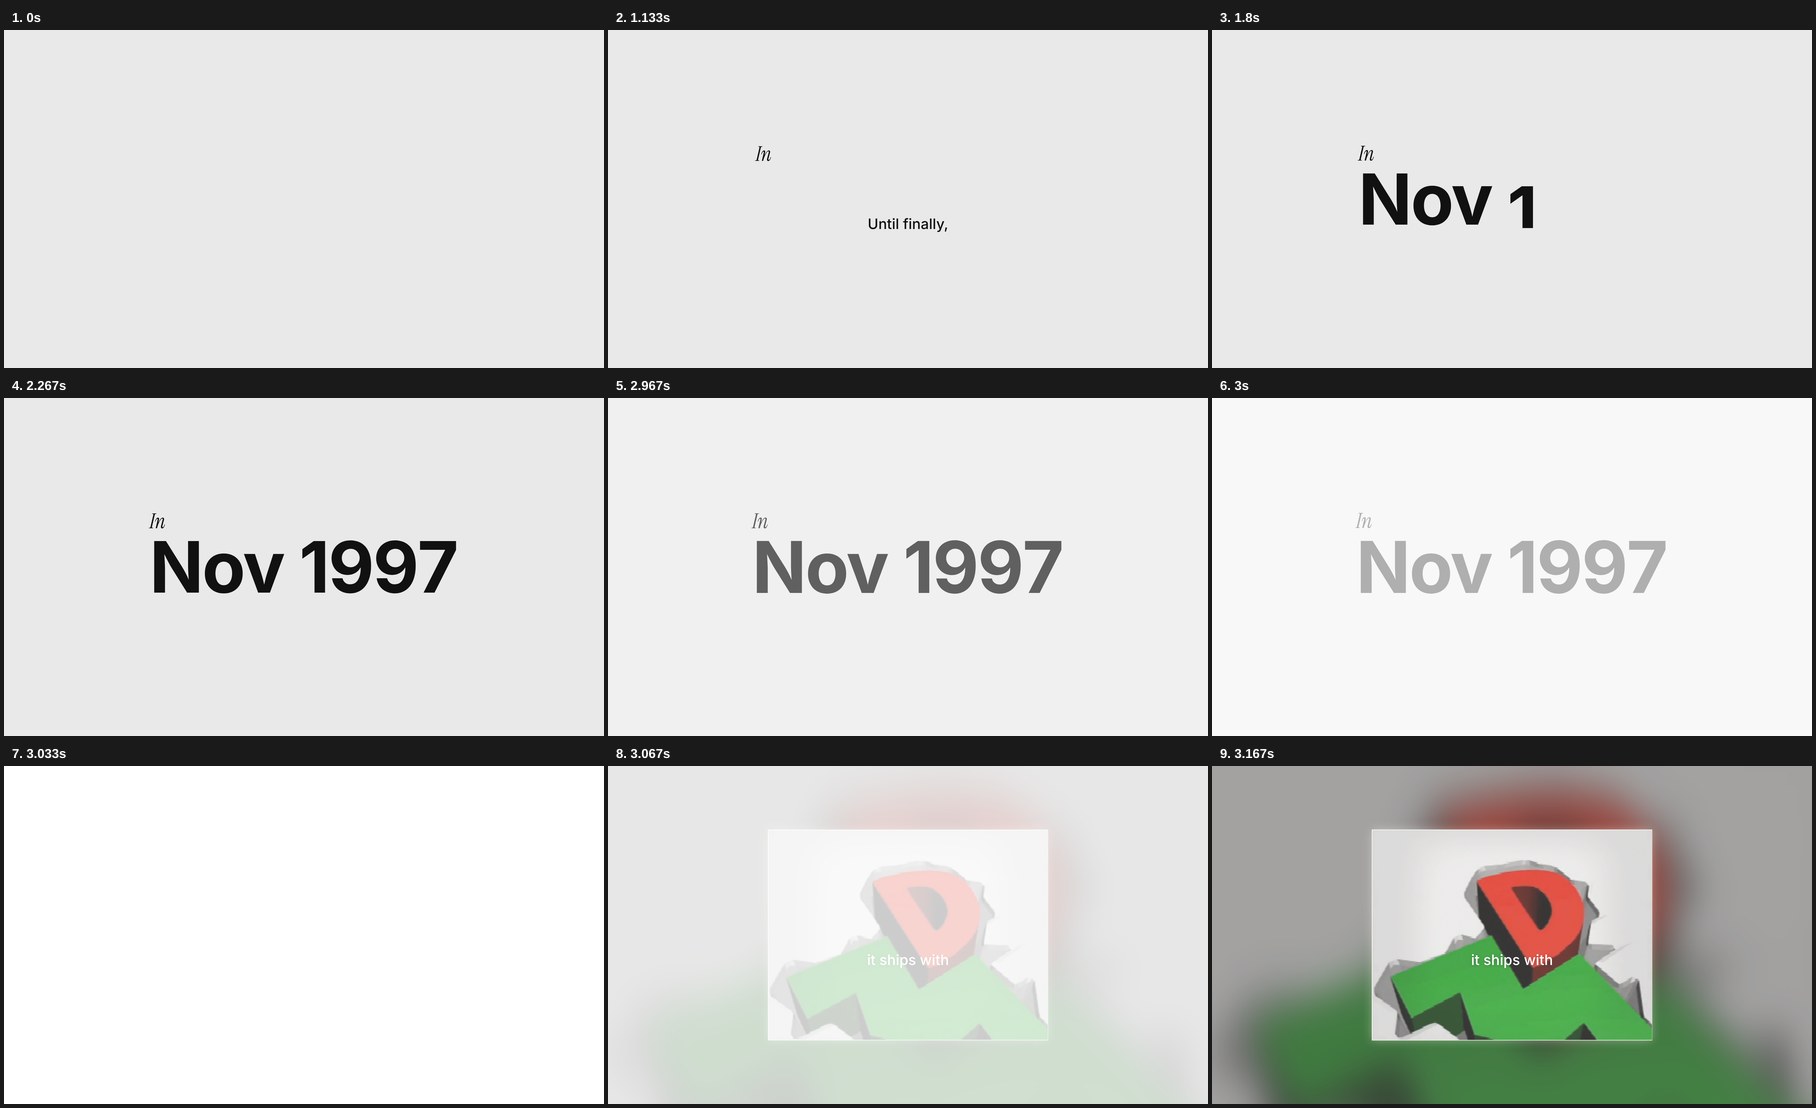 1. 0s
2. 1.133s
3. 1.8s
In
Until finally,
In
Nov 1
4. 2.267s
5. 2.967s
6. 3s
In
Nov 1997
In
Nov 1997
In
Nov 1997
7. 3.033s
8. 3.067s
9. 3.167s
D
it ships with
D
it ships with